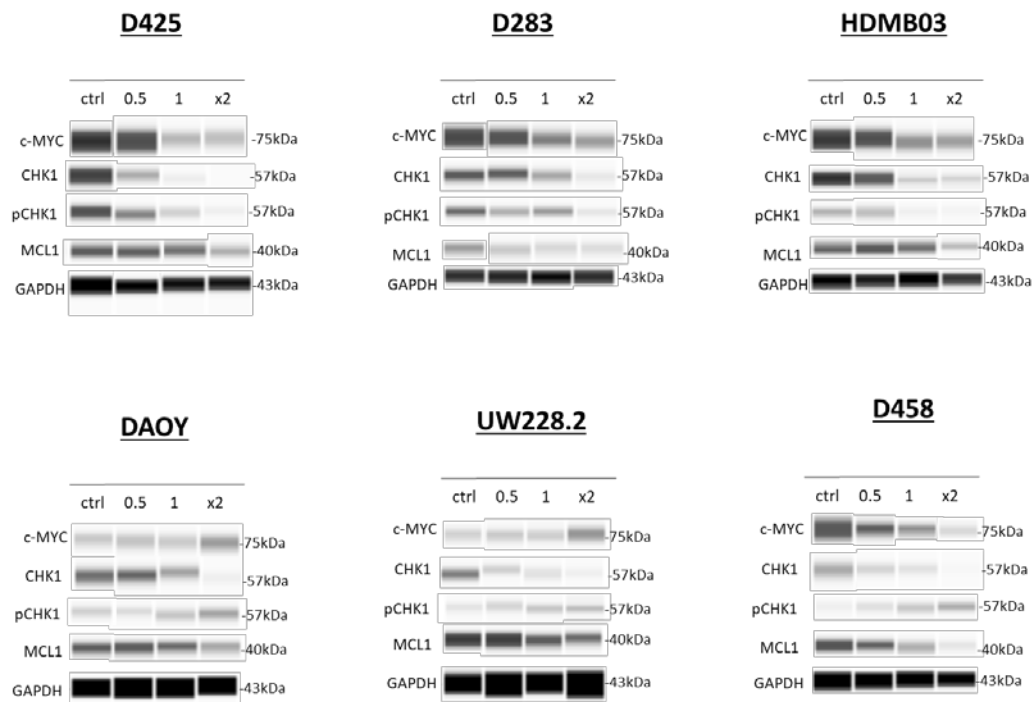 D425
ctrl 0.5 1 x2
c-MYC -75kDa
CHK1 -57kDa
pCHK1 -57kDa
MCL1 -40kDa
GAPDH -43kDa
D283
ctrl 0.5 1 x2
c-MYC -75kDa
CHK1 -57kDa
pCHK1 -57kDa
MCL1 -40kDa
GAPDH -43kDa
HDMB03
ctrl 0.5 1 x2
c-MYC -75kDa
CHK1 -57kDa
pCHK1 -57kDa
MCL1 -40kDa
GAPDH -43kDa
DAOY
ctrl 0.5 1 x2
c-MYC -75kDa
CHK1 -57kDa
pCHK1 -57kDa
MCL1 -40kDa
GAPDH -43kDa
UW228.2
ctrl 0.5 1 x2
c-MYC -75kDa
CHK1 -57kDa
pCHK1 -57kDa
MCL1 -40kDa
GAPDH -43kDa
D458
ctrl 0.5 1 x2
c-MYC -75kDa
CHK1 -57kDa
pCHK1 -57kDa
MCL1 -40kDa
GAPDH -43kDa